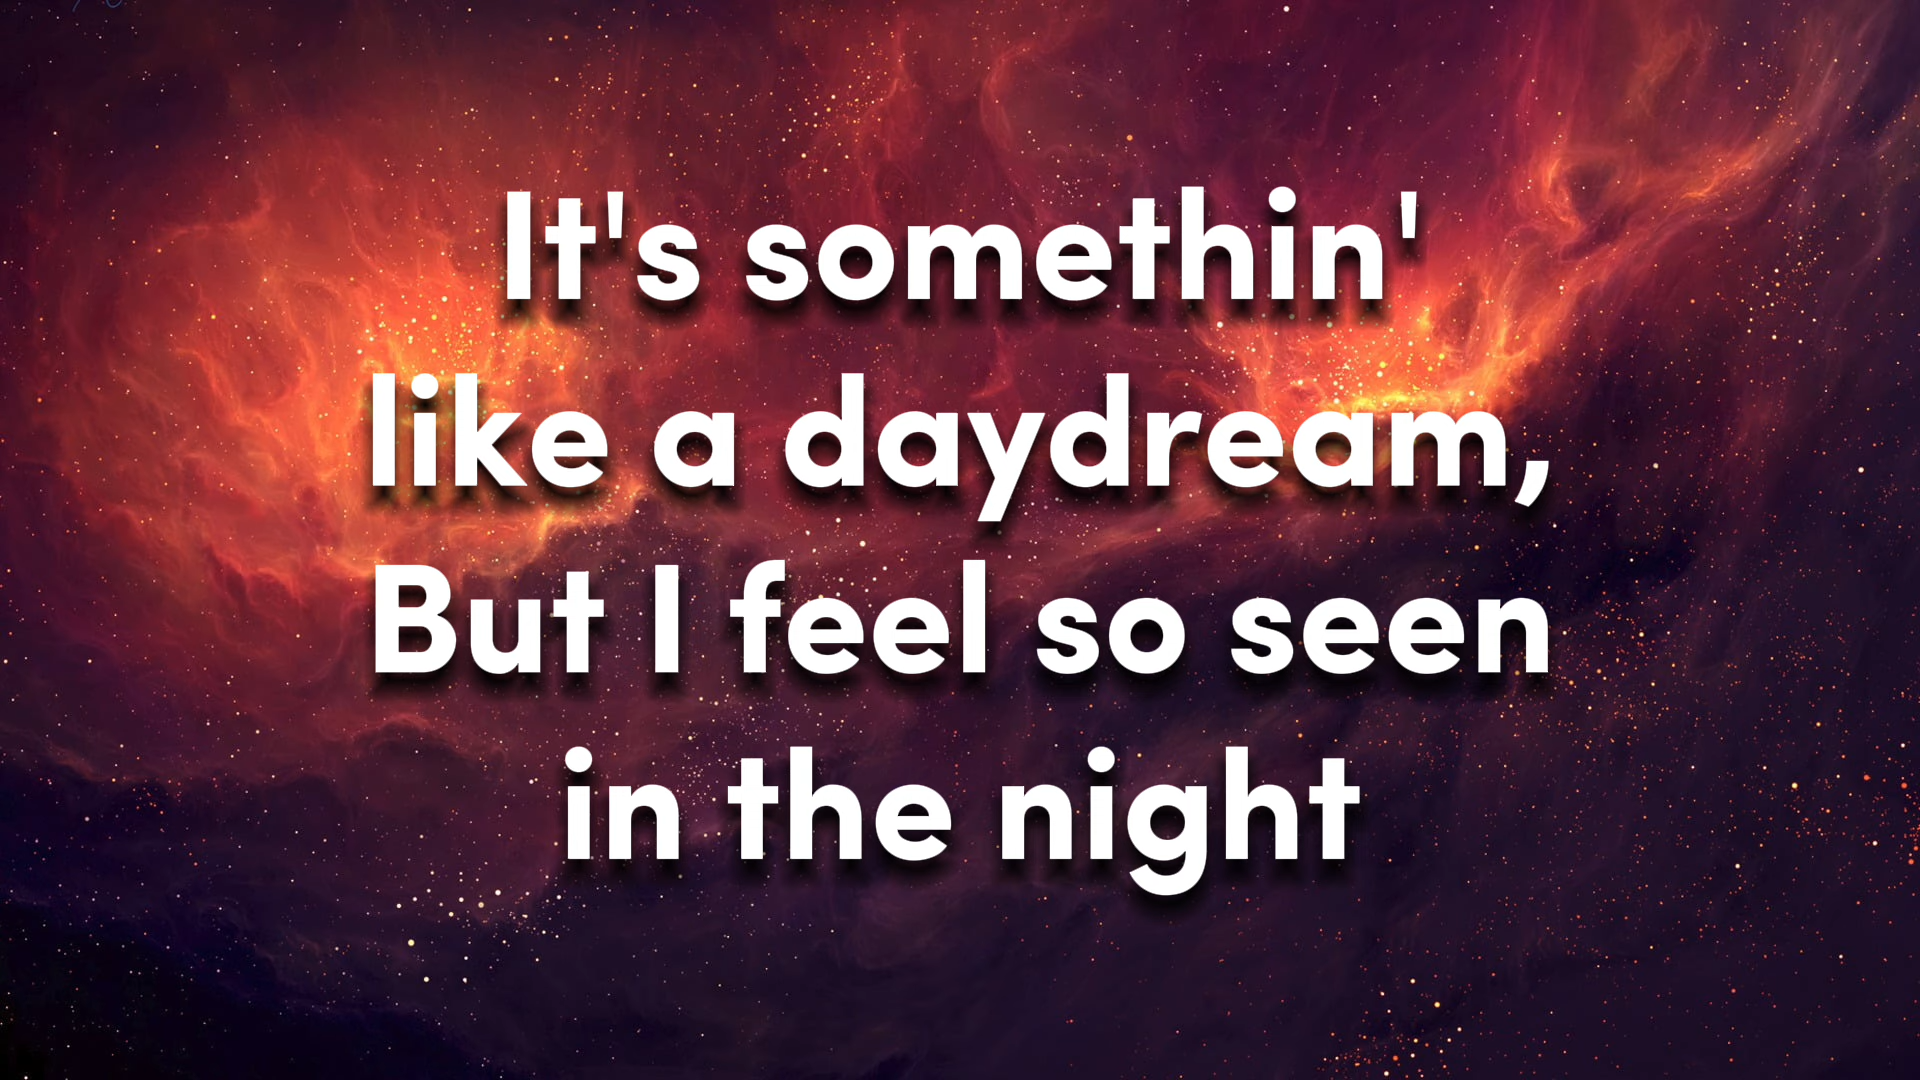 It's somethin'
like a daydream,
But I feel so seen
in the night